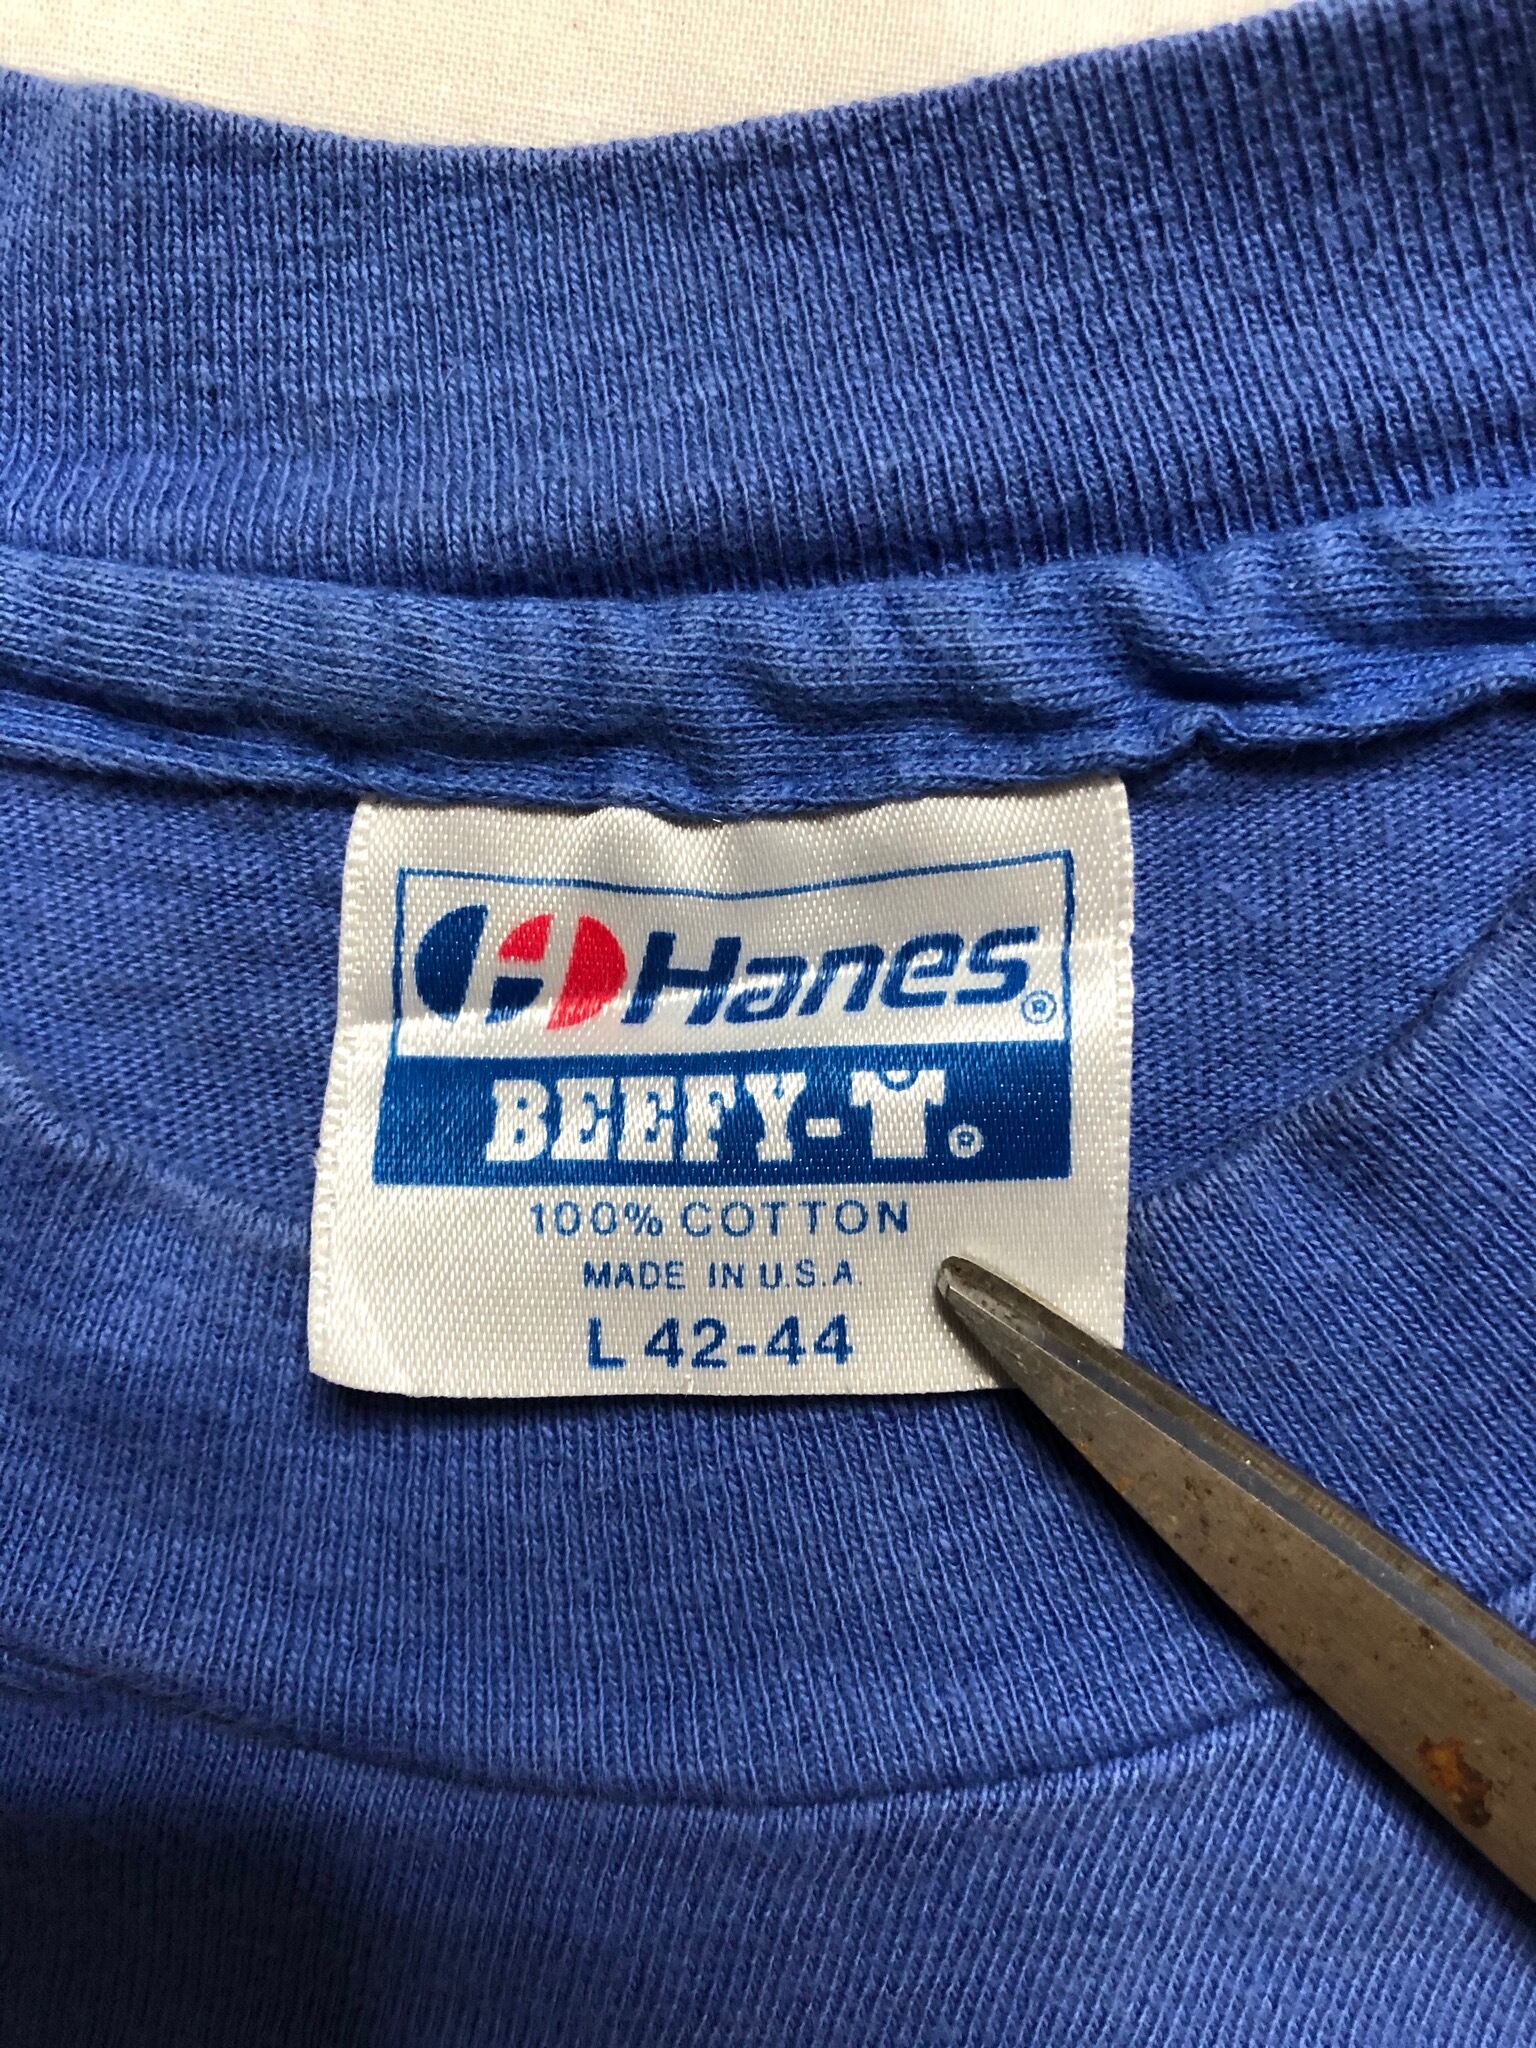 Hanes®
BEEFY-T®
100% COTTON
MADE IN U.S.A.
L 42-44